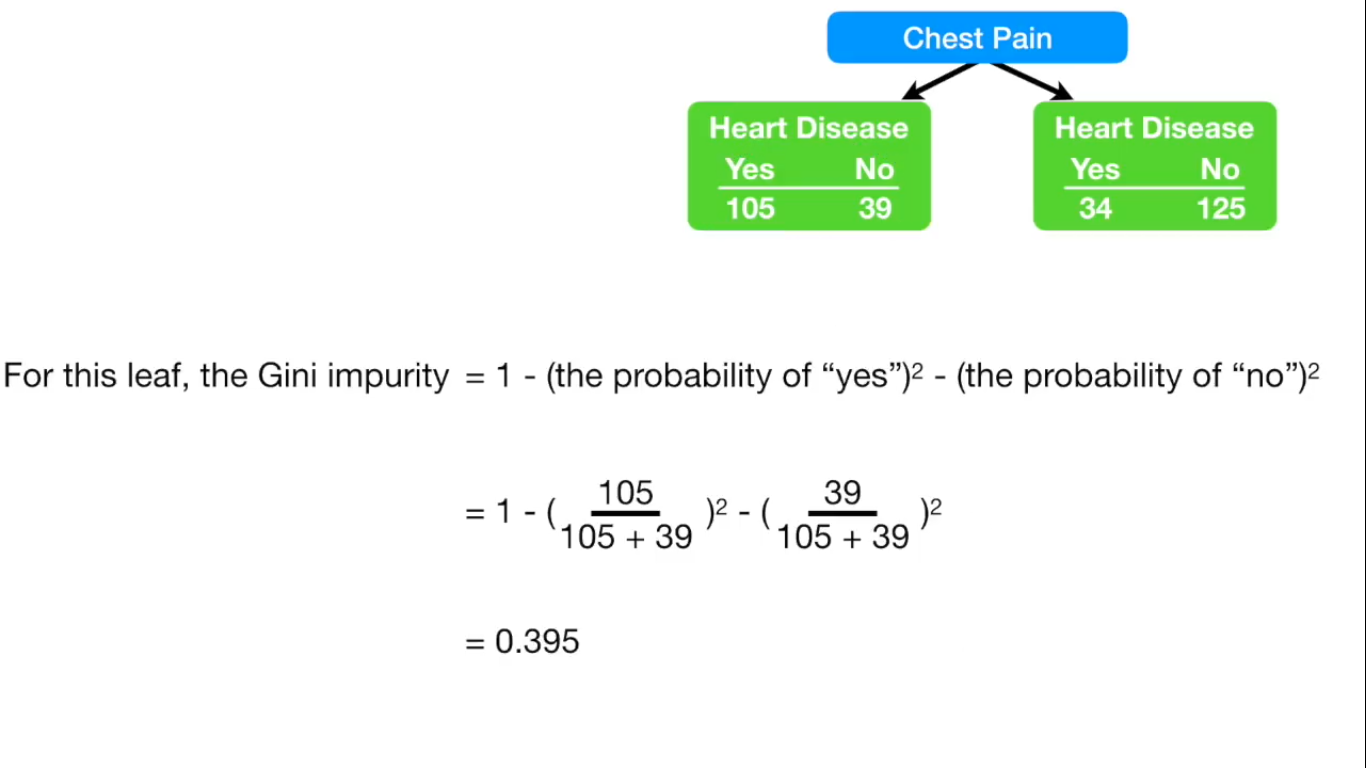 Chest Pain
Heart Disease
Yes No
105 39
Heart Disease
Yes No
34 125
For this leaf, the Gini impurity = 1 - (the probability of “yes”)² - (the probability of “no”)²
= 1 - ( 105 / 105 + 39 )² - ( 39 / 105 + 39 )²
= 0.395